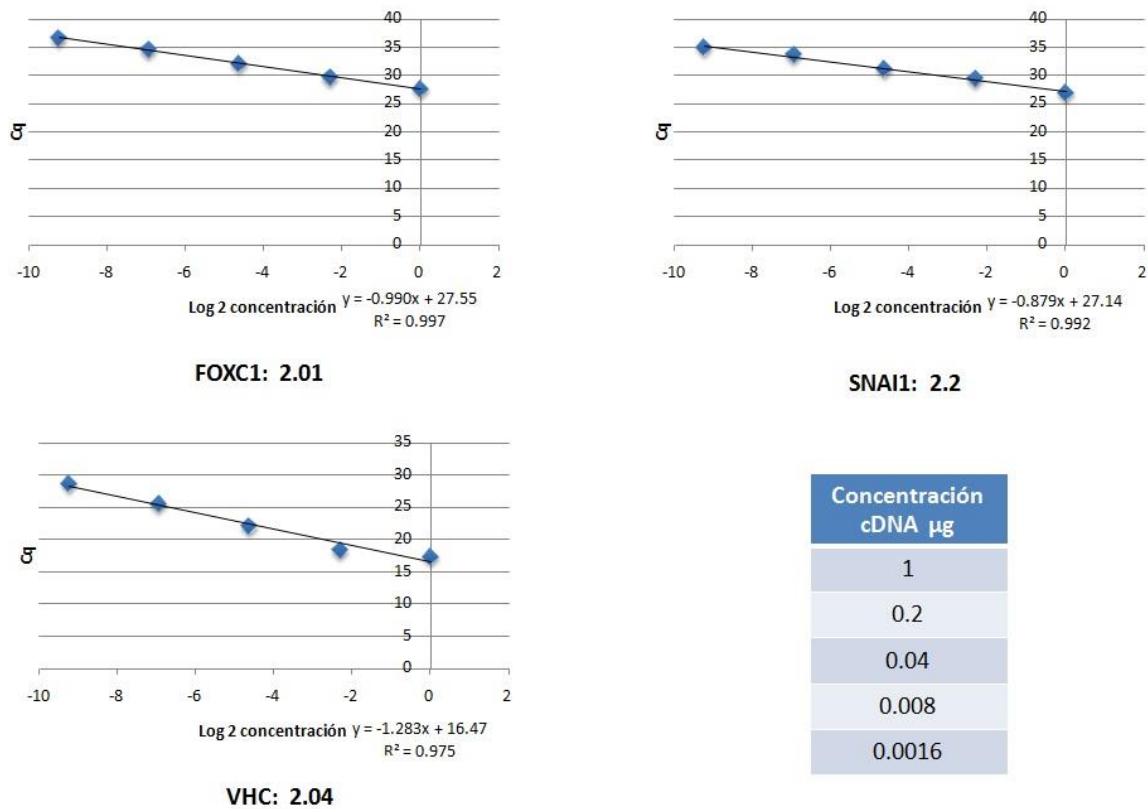 40
35
30
25
20
15
10
5
0
Cq
-10 -8 -6 -4 -2 0 2
Log 2 concentración y = -0.990x + 27.55
R² = 0.997
FOXC1: 2.01
40
35
30
25
20
15
10
5
0
Cq
-10 -8 -6 -4 -2 0 2
Log 2 concentración y = -0.879x + 27.14
R² = 0.992
SNAI1: 2.2
35
30
25
20
15
10
5
0
Cq
-10 -8 -6 -4 -2 0 2
Log 2 concentración y = -1.283x + 16.47
R² = 0.975
VHC: 2.04
Concentración
cDNA µg
1
0.2
0.04
0.008
0.0016